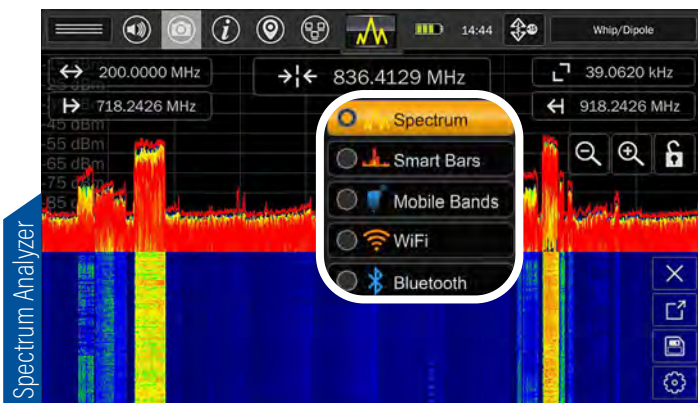 14:44
Whip/Dipole
200.0000 MHz
836.4129 MHz
39.0620 kHz
718.2426 MHz
918.2426 MHz
-45 dBm
-55 dBm
-65 dBm
Spectrum
Smart Bars
Mobile Bands
WiFi
Bluetooth
Spectrum Analyzer